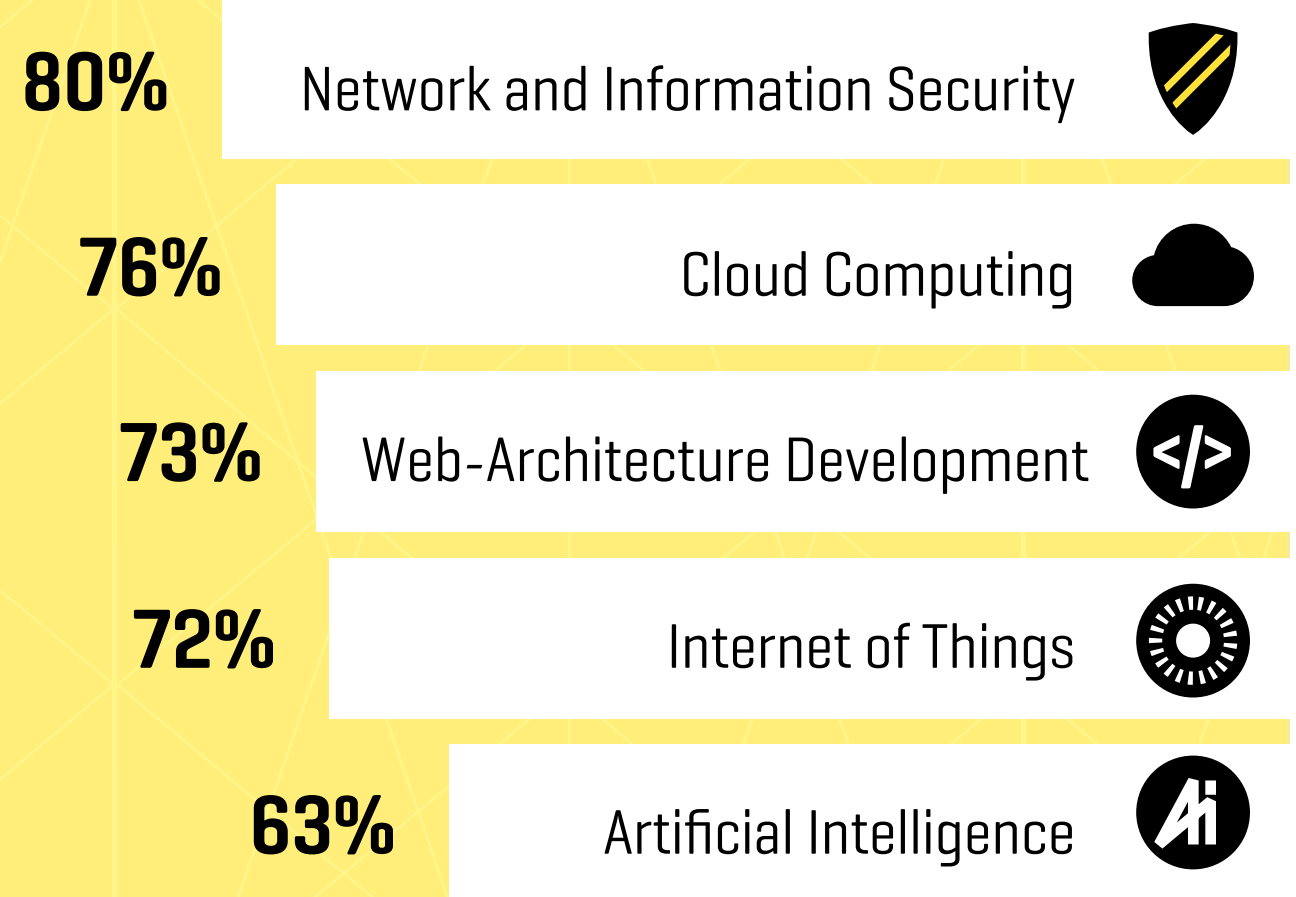 80% Network and Information Security
76% Cloud Computing
73% Web-Architecture Development </>
72% Internet of Things
63% Artificial Intelligence Ai